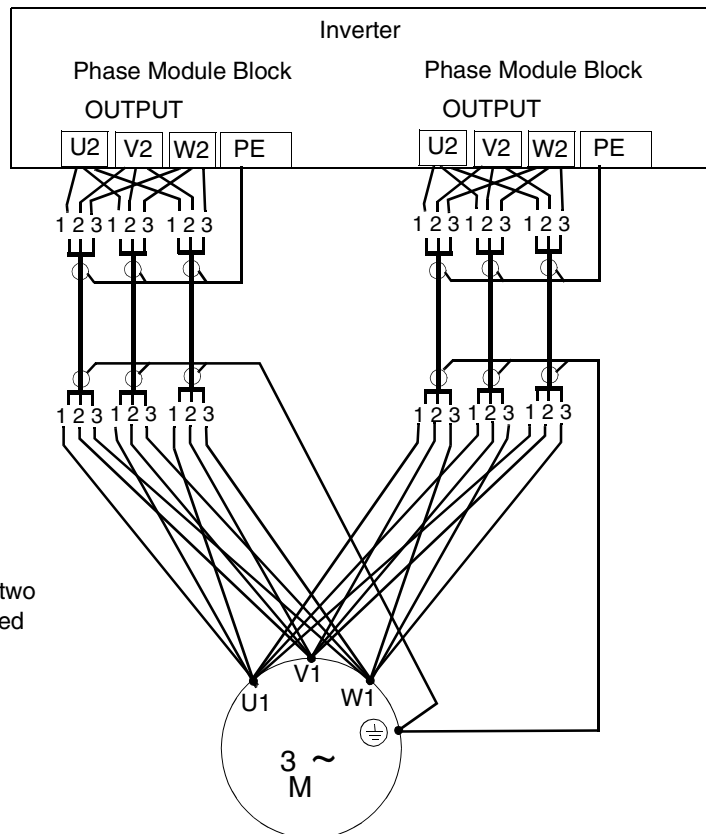 Inverter
Phase Module Block Phase Module Block
OUTPUT OUTPUT
U2 V2 W2 PE U2 V2 W2 PE
1 2 3 1 2 3 1 2 3 1 2 3 1 2 3 1 2 3
1 2 3 1 2 3 1 2 3 1 2 3 1 2 3 1 2 3
two
ed
V1
U1 W1
3 ~
M